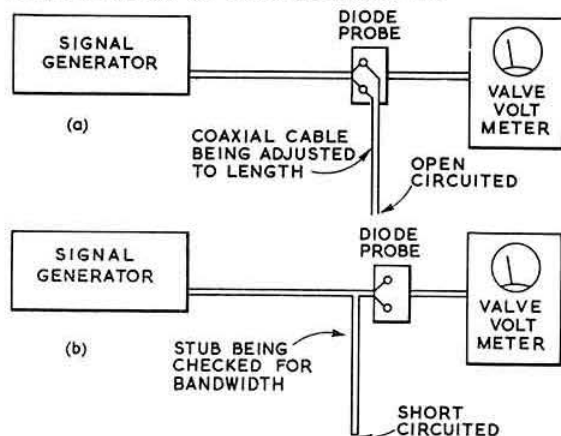 DIODE
PROBE
SIGNAL
GENERATOR
VALVE
VOLT
METER
(a)
COAXIAL CABLE
BEING ADJUSTED
TO LENGTH
OPEN
CIRCUITED
DIODE
PROBE
SIGNAL
GENERATOR
VALVE
VOLT
METER
(b)
STUB BEING
CHECKED FOR
BANDWIDTH
SHORT
CIRCUITED